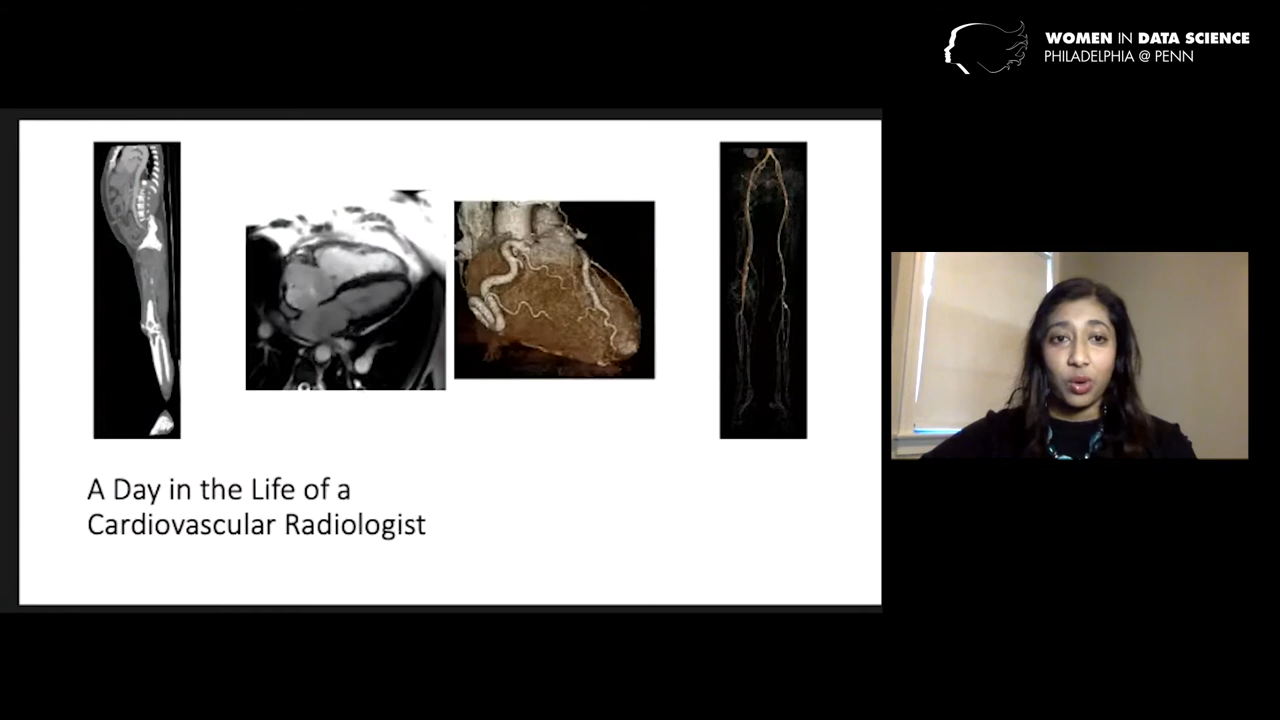 WOMEN IN DATA SCIENCE
PHILADELPHIA @ PENN
A Day in the Life of a
Cardiovascular Radiologist